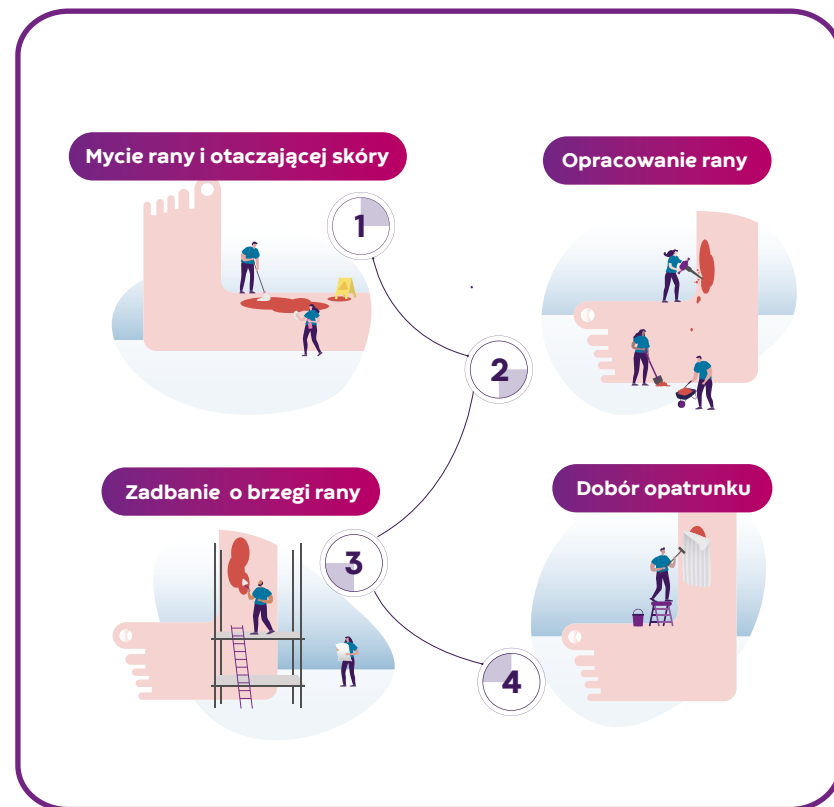 Mycie rany i otaczającej skóry
1
Opracowanie rany
2
Zadbanie o brzegi rany
3
Dobór opatrunku
4